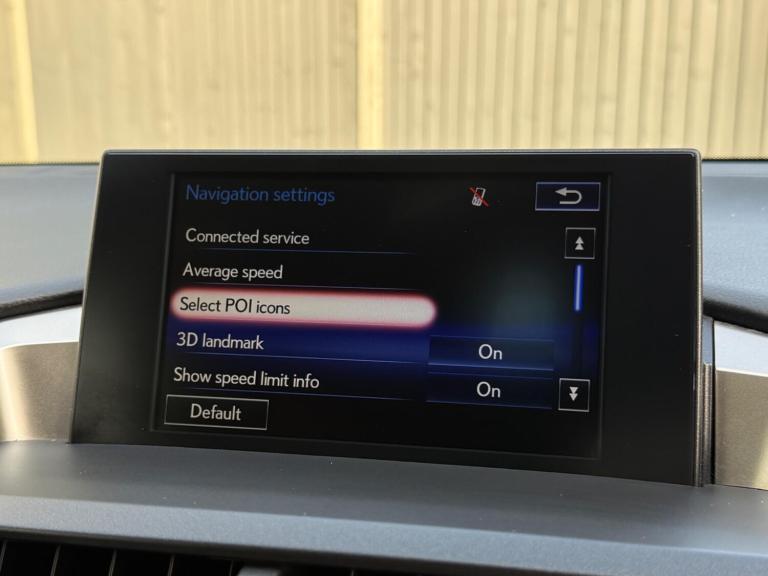 Navigation settings
Connected service
Average speed
Select POI icons
3D landmark On
Show speed limit info On
Default